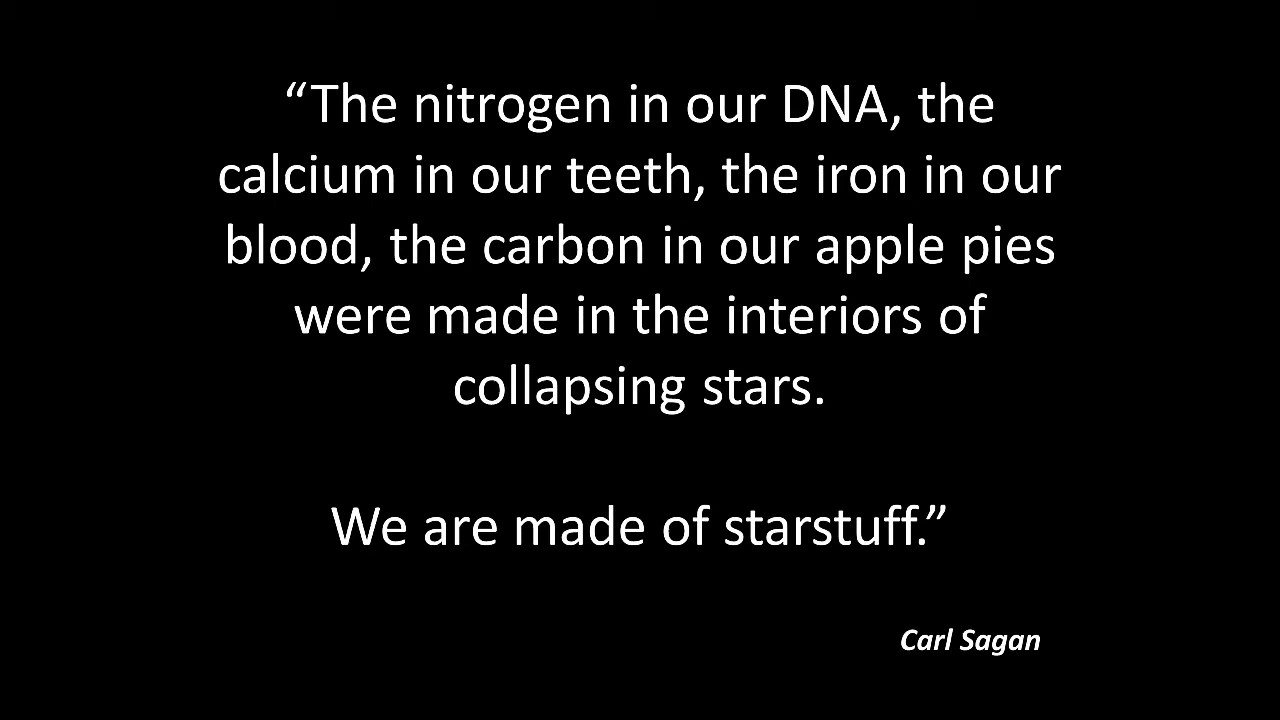 “The nitrogen in our DNA, the
calcium in our teeth, the iron in our
blood, the carbon in our apple pies
were made in the interiors of
collapsing stars.
We are made of starstuff.”
Carl Sagan